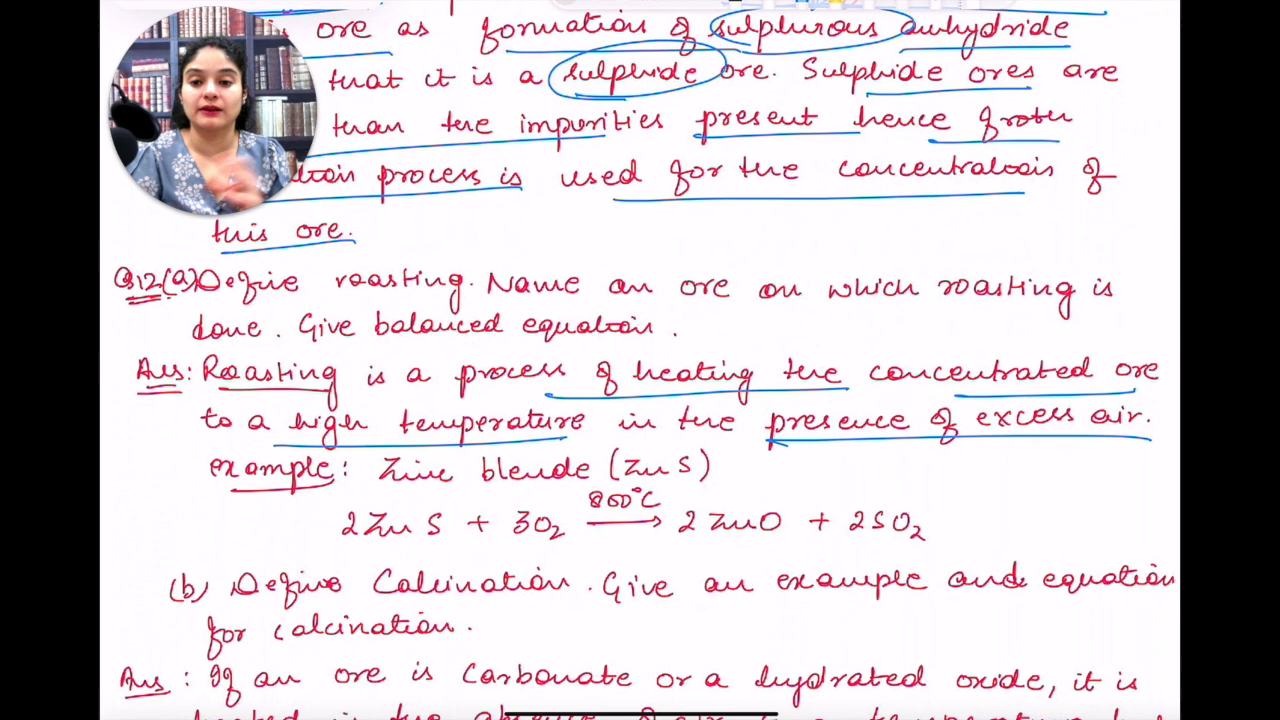 ore as formation of sulphurous anhydride
that it is a sulphide ore. Sulphide ores are
than the impurities present hence froth
process is used for the concentration of
this ore.
Q12(a) Define roasting. Name an ore on which roasting is
done. Give balanced equation.
Ans: Roasting is a process of heating the concentrated ore
to a high temperature in the presence of excess air.
example: Zinc blende (ZnS)
800°C
2ZnS + 3O₂ → 2ZnO + 2SO₂
(b) Define Calcination. Give an example and equation
for calcination.
Ans: If an ore is carbonate or a hydrated oxide, it is